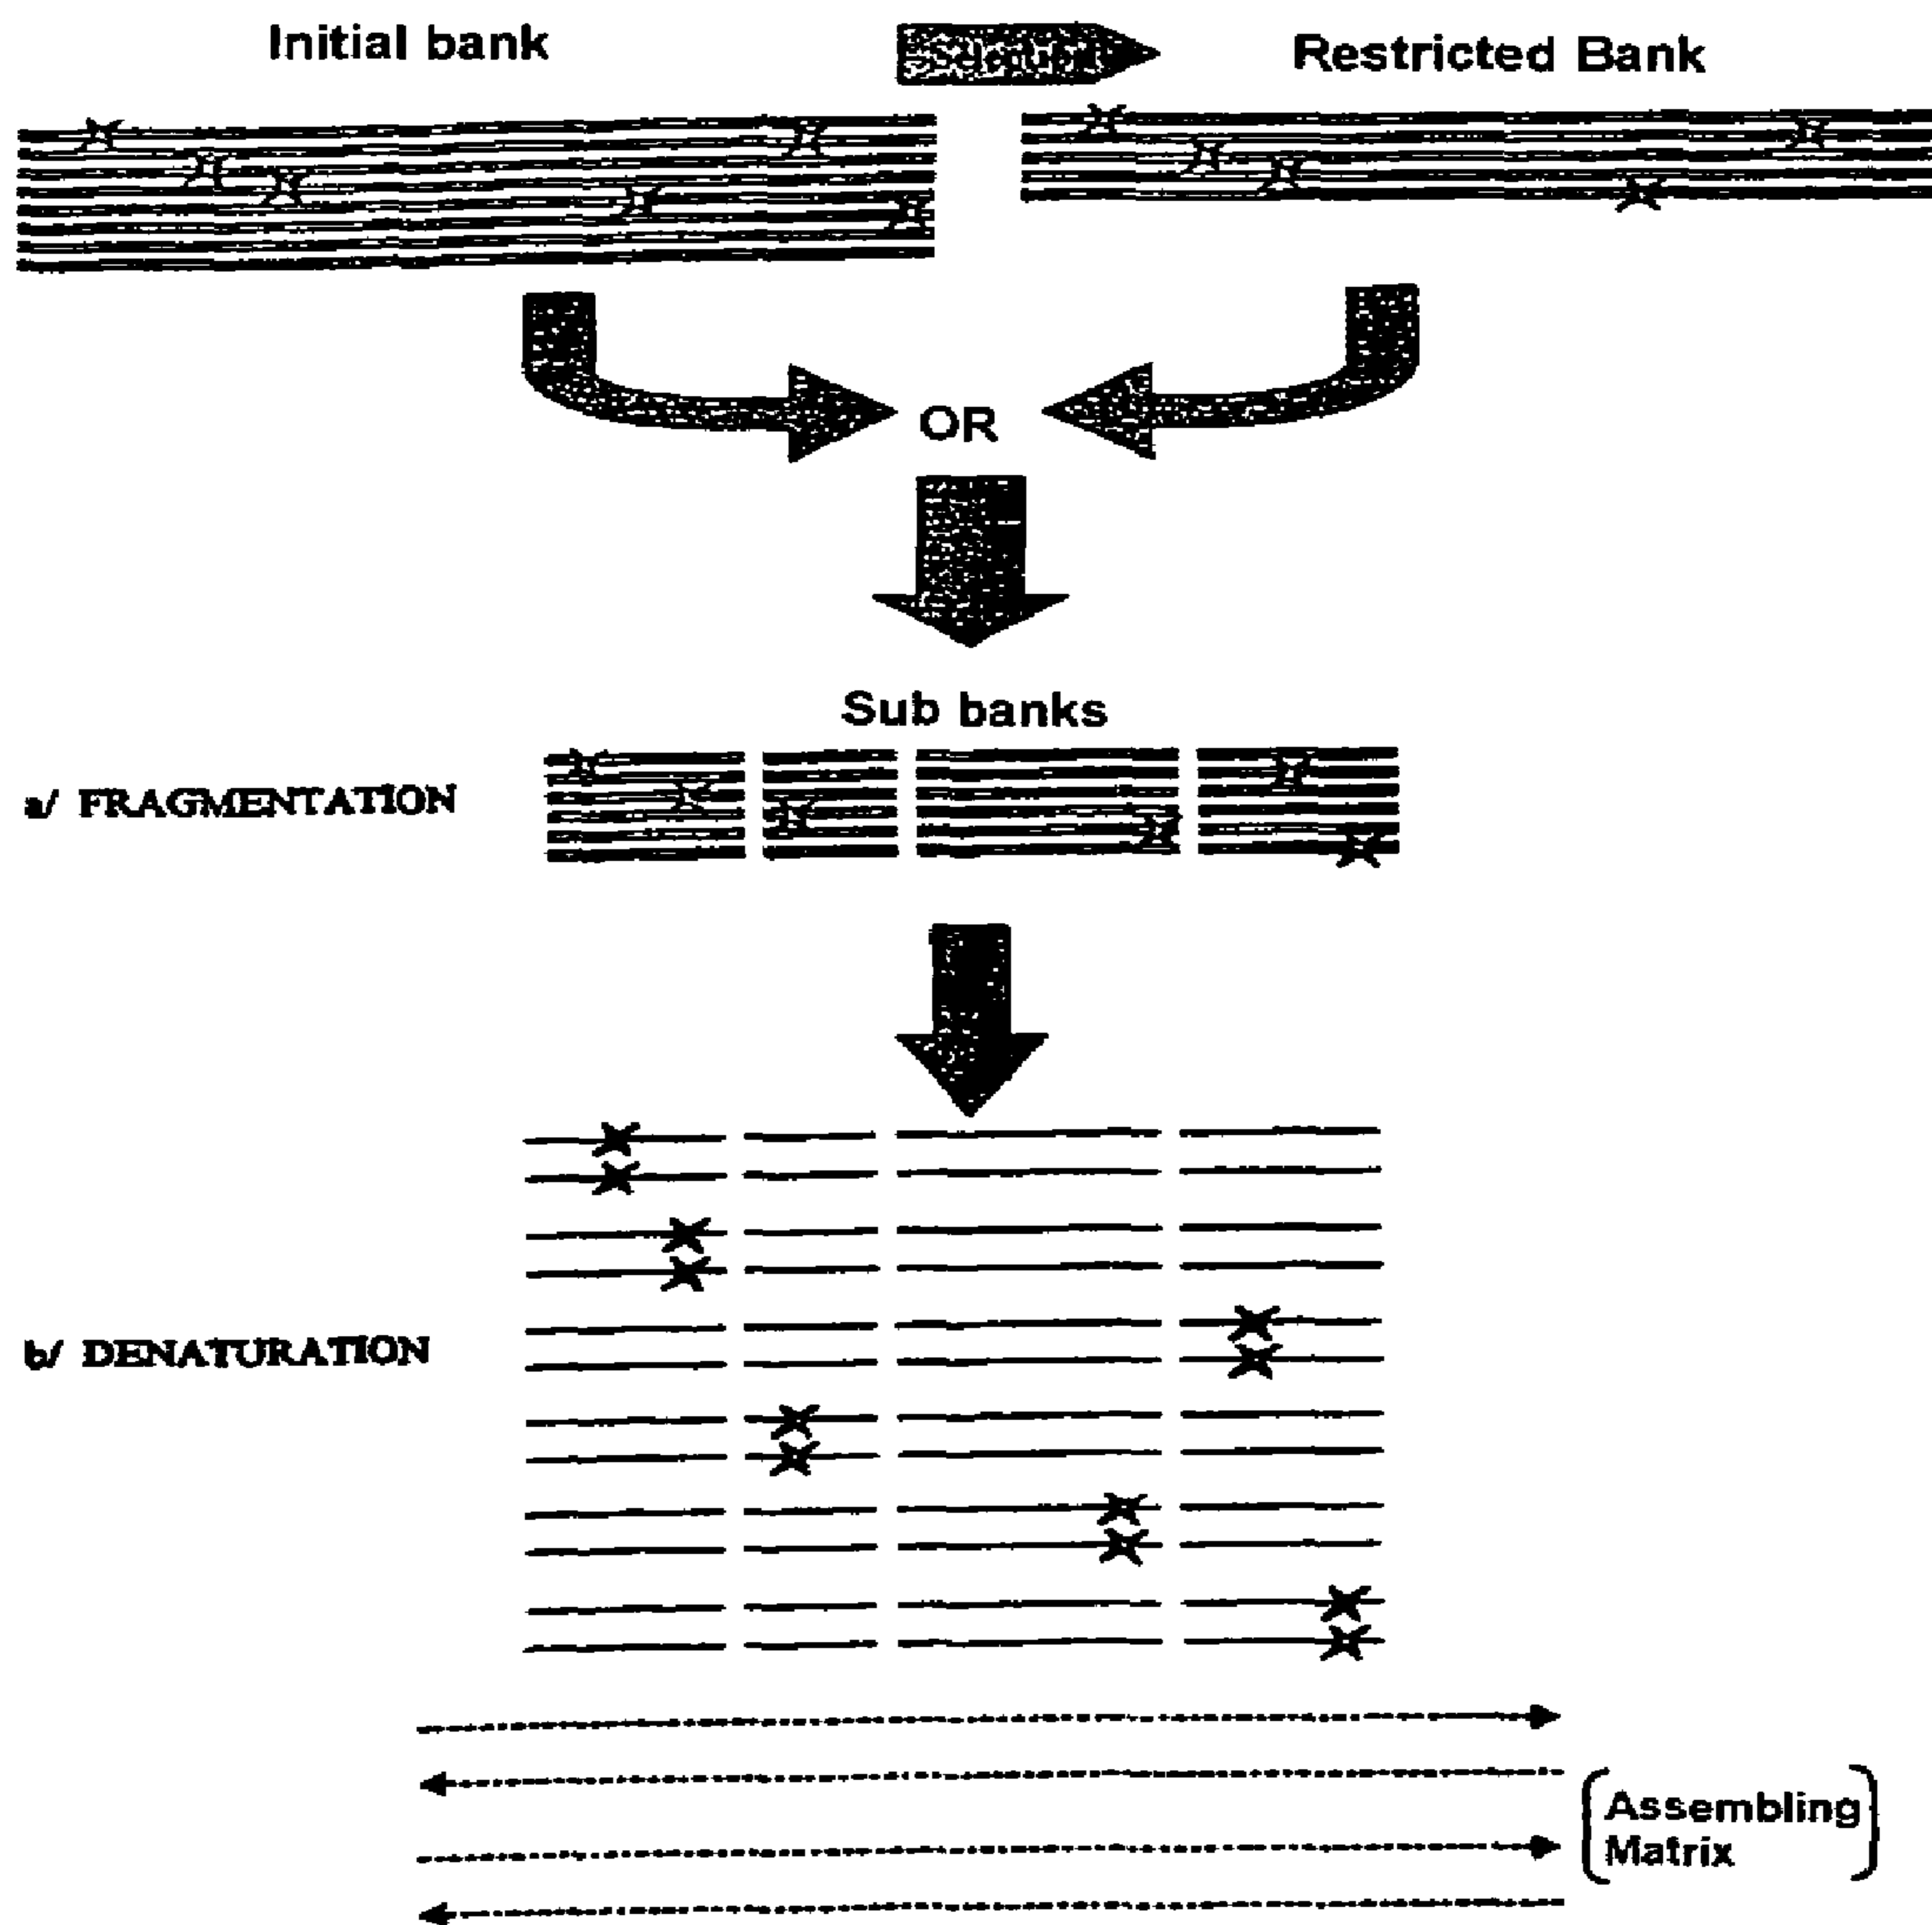 Initial bank
Restricted Bank
OR
Sub banks
a/ FRAGMENTATION
b/ DENATURATION
Assembling
Matrix